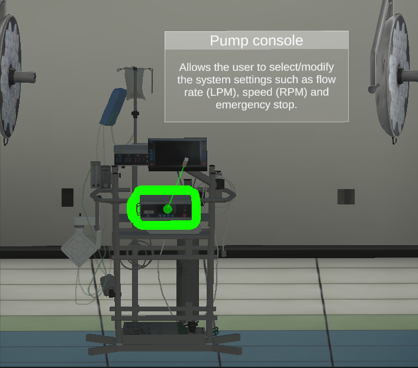 Pump console
Allows the user to select/modify
the system settings such as flow
rate (LPM), speed (RPM) and
emergency stop.